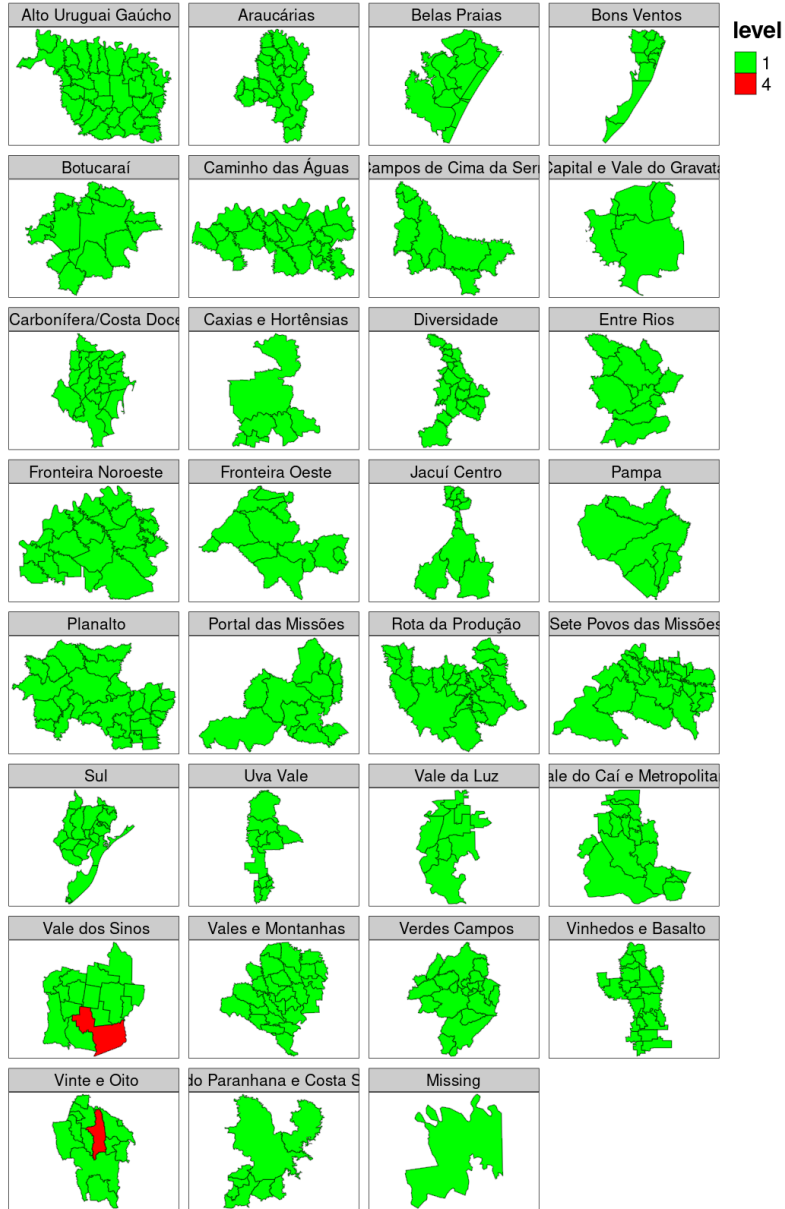 Alto Uruguai Gaúcho
Araucárias
Belas Praias
Bons Ventos
level
1
4
Botucaraí
Caminho das Águas
Campos de Cima da Serr
Capital e Vale do Gravata
Carbonífera/Costa Doce
Caxias e Hortênsias
Diversidade
Entre Rios
Fronteira Noroeste
Fronteira Oeste
Jacuí Centro
Pampa
Planalto
Portal das Missões
Rota da Produção
Sete Povos das Missões
Sul
Uva Vale
Vale da Luz
ale do Caí e Metropolita
Vale dos Sinos
Vales e Montanhas
Verdes Campos
Vinhedos e Basalto
Vinte e Oito
do Paranhana e Costa S
Missing